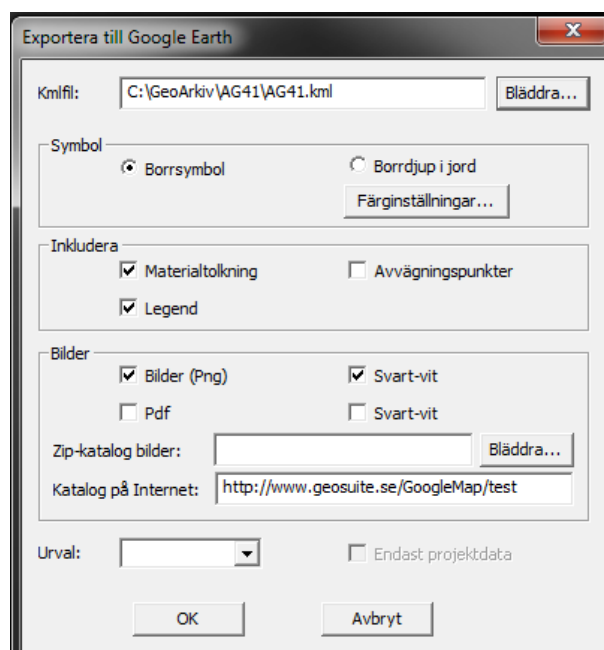 Exportera till Google Earth
Kmlfil: C:\GeoArkiv\AG41\AG41.kml Bläddra...
Symbol
Borrsymbol Borrdjup i jord
Färginställningar...
Inkludera
Materialtolkning Avvägningspunkter
Legend
Bilder
Bilder (Png) Svart-vit
Pdf Svart-vit
Zip-katalog bilder: Bläddra...
Katalog på Internet: http://www.geosuite.se/GoogleMap/test
Urval: Endast projektdata
OK Avbryt